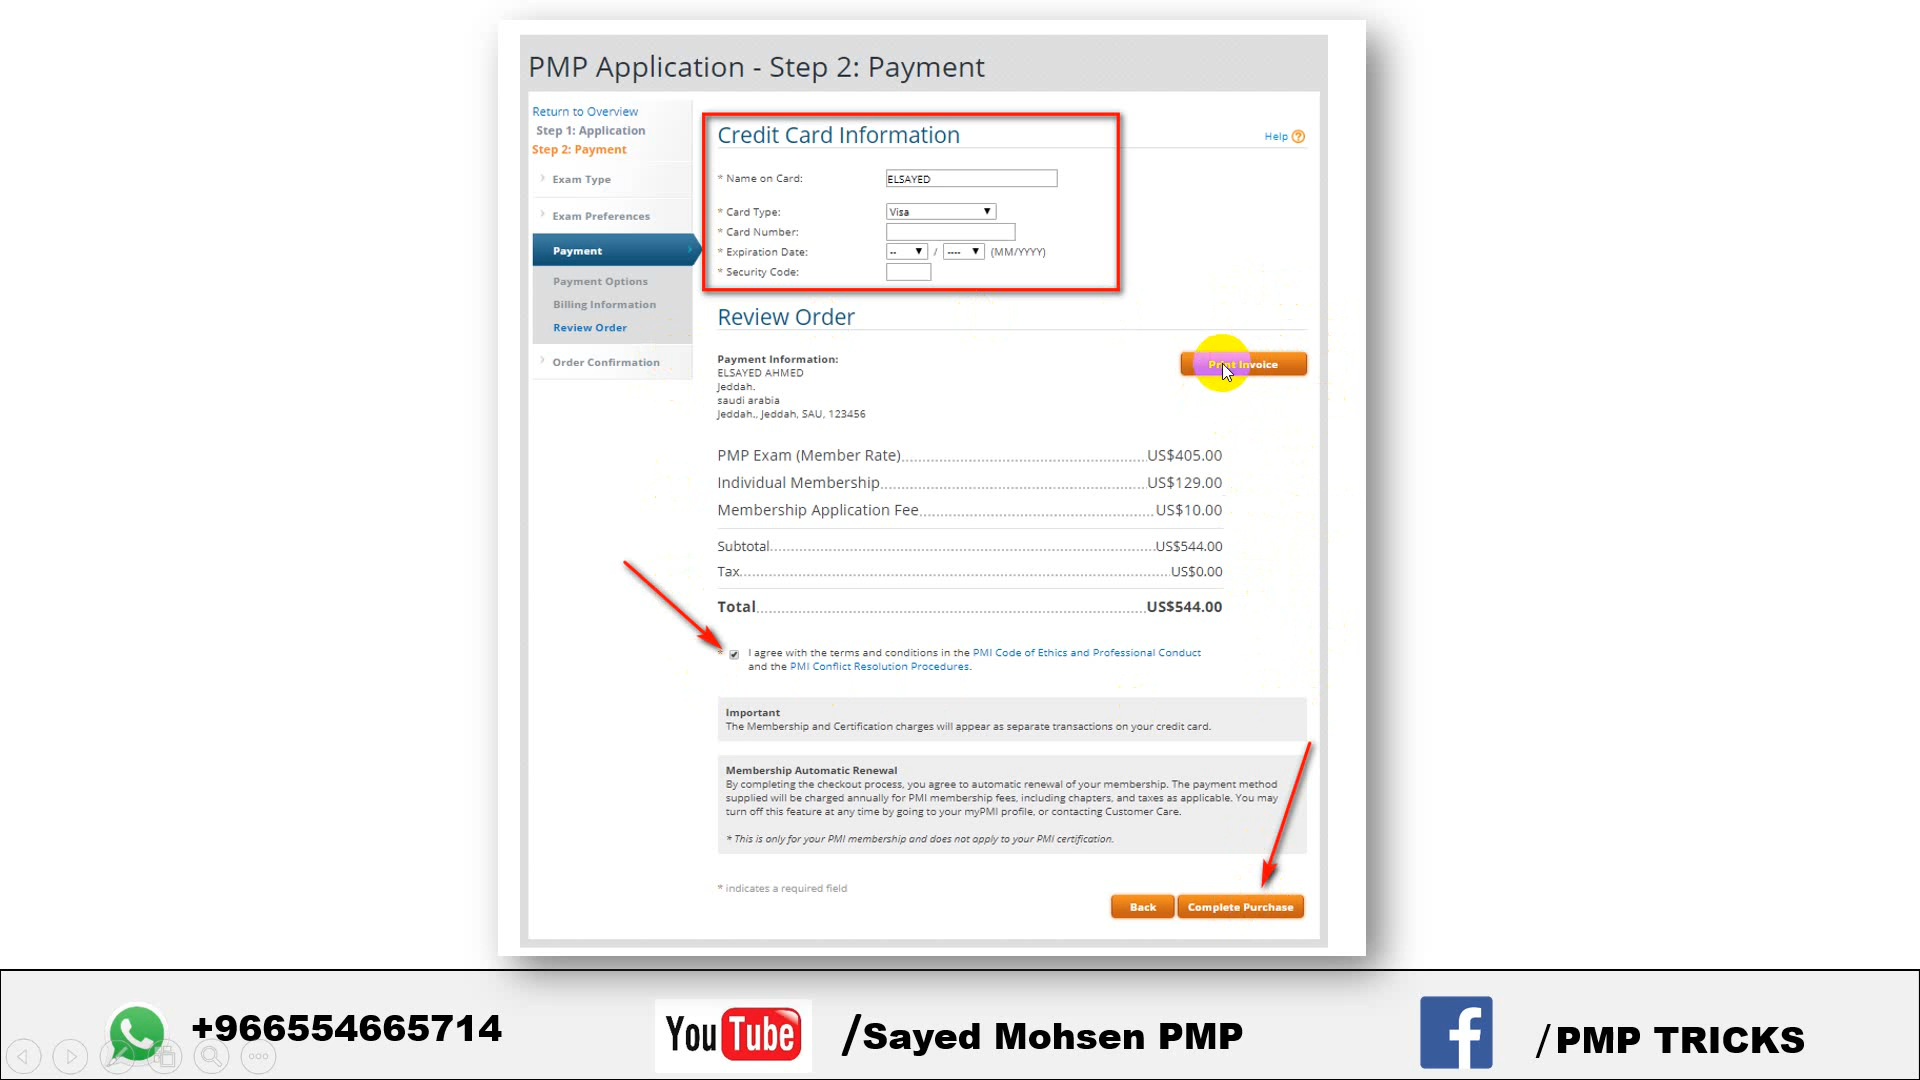 PMP Application - Step 2: Payment
Return to Overview
Step 1: Application
Step 2: Payment
Exam Type
Exam Preferences
Payment
Payment Options
Billing Information
Review Order
Order Confirmation
Credit Card Information
Help ?
* Name on Card: ELSAYED
* Card Type: Visa
* Card Number:
* Expiration Date: -- / ---- (MM/YYYY)
* Security Code:
Review Order
Payment Information:
ELSAYED AHMED
Jeddah.
saudi arabia
Jeddah., Jeddah, SAU, 123456
Print Invoice
PMP Exam (Member Rate) US$405.00
Individual Membership US$129.00
Membership Application Fee US$10.00
Subtotal US$544.00
Tax US$0.00
Total US$544.00
* I agree with the terms and conditions in the PMI Code of Ethics and Professional Conduct
and the PMI Conflict Resolution Procedures.
Important
The Membership and Certification charges will appear as separate transactions on your credit card.
Membership Automatic Renewal
By completing the checkout process, you agree to automatic renewal of your membership. The payment method
supplied will be charged annually for PMI membership fees, including chapters, and taxes as applicable. You may
turn off this feature at any time by going to your myPMI profile, or contacting Customer Care.
* This is only for your PMI membership and does not apply to your PMI certification.
* indicates a required field
Back
Complete Purchase
+966554665714
YouTube
/Sayed Mohsen PMP
f
/PMP TRICKS